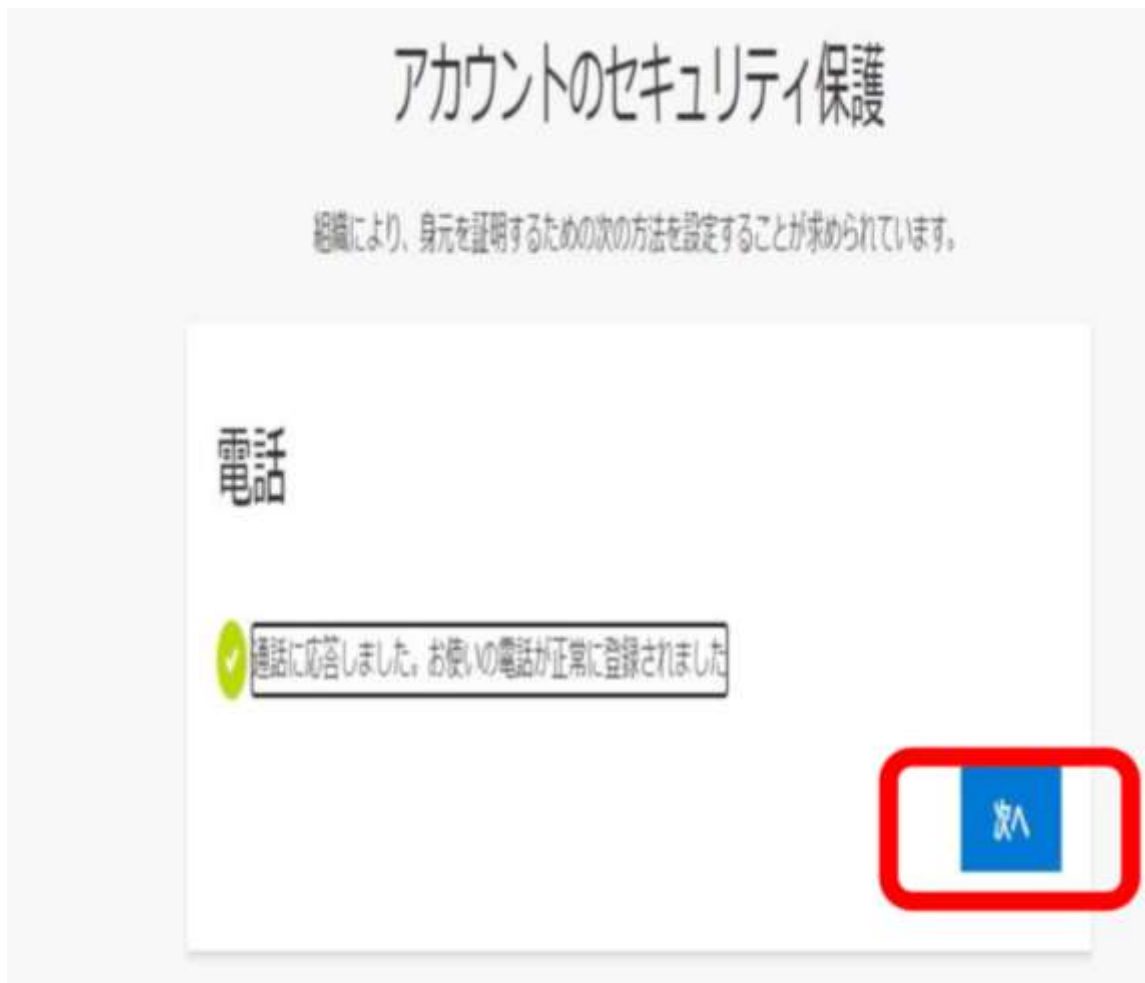 アカウントのセキュリティ保護
組織により、身元を証明するための次の方法を設定することが求められています。
電話
通話に応答しました。お使いの電話が正常に登録されました
次へ